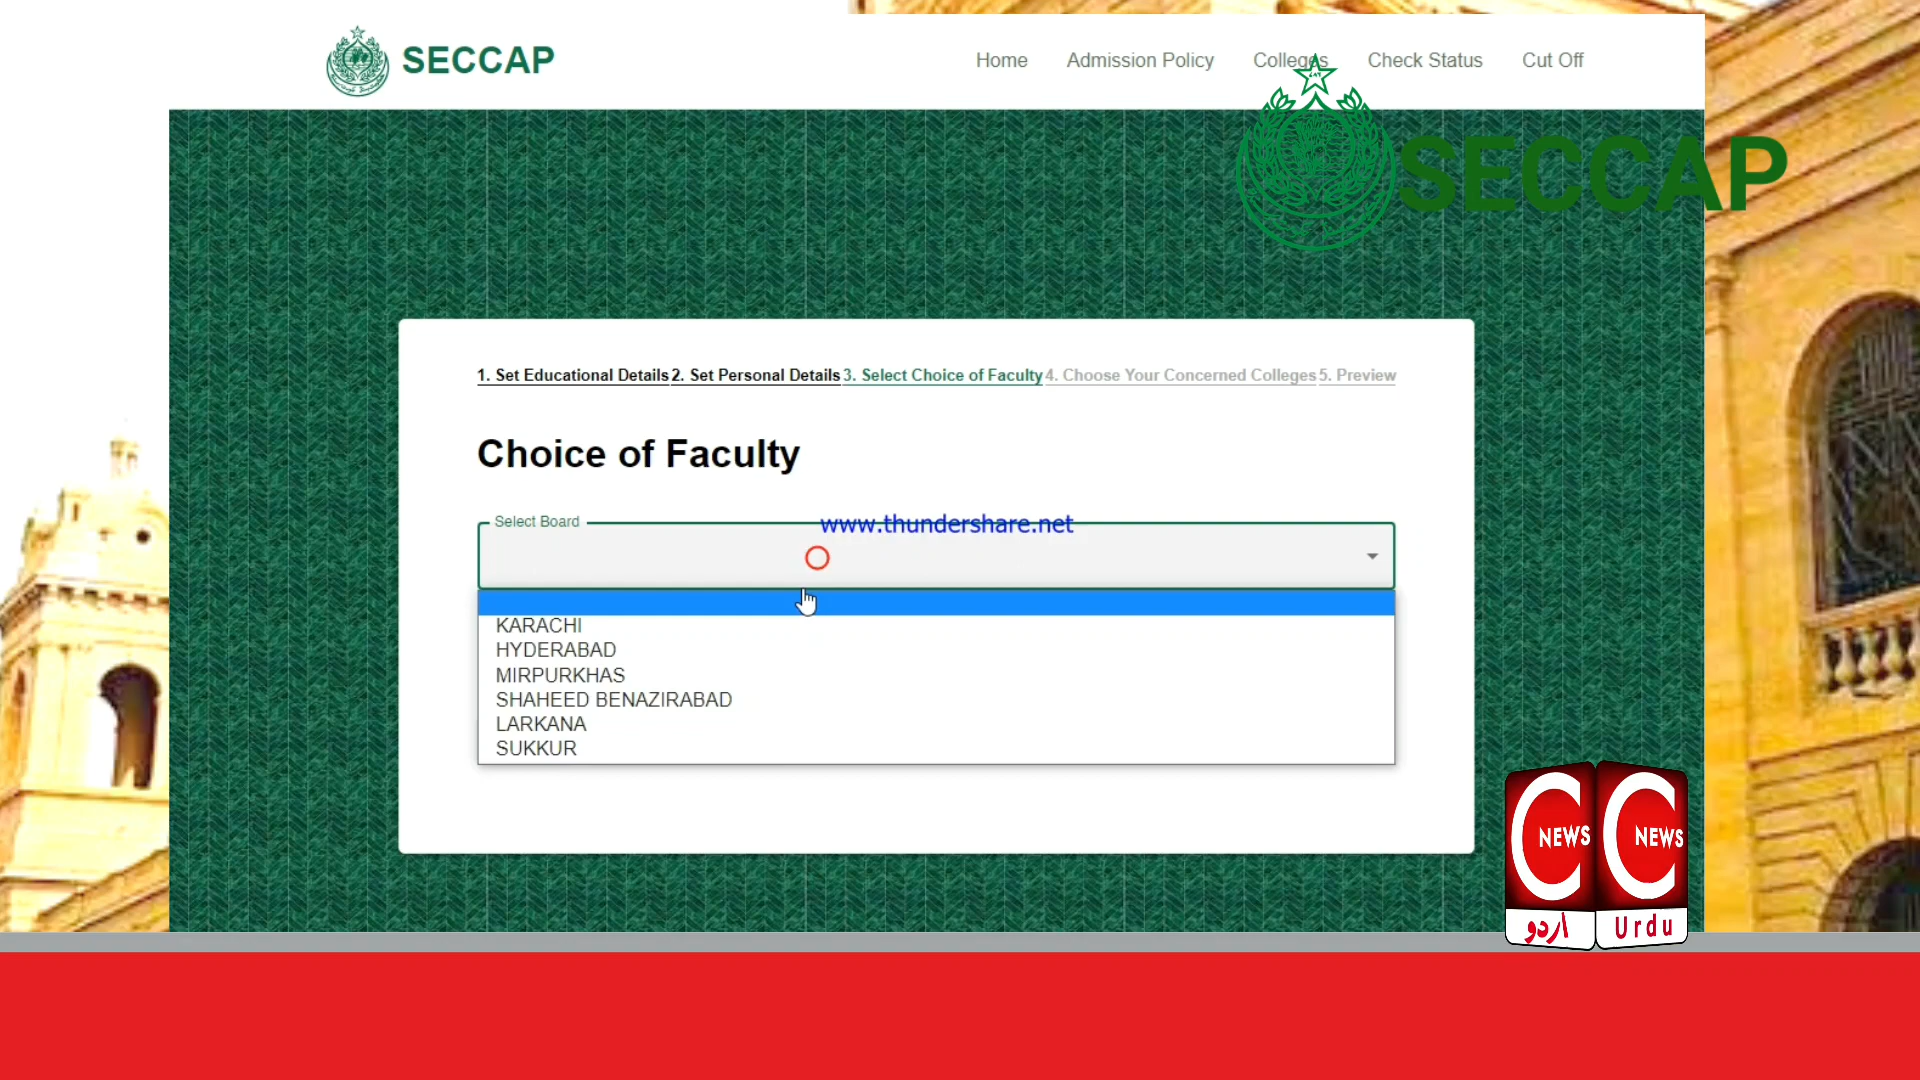 SECCAP
Home Admission Policy Colleges Check Status Cut Off
SECCAP
1. Set Educational Details 2. Set Personal Details 3. Select Choice of Faculty 4. Choose Your Concerned Colleges 5. Preview
Choice of Faculty
Select Board
www.thundershare.net
KARACHI
HYDERABAD
MIRPURKHAS
SHAHEED BENAZIRABAD
LARKANA
SUKKUR
C NEWS C NEWS
اردو Urdu